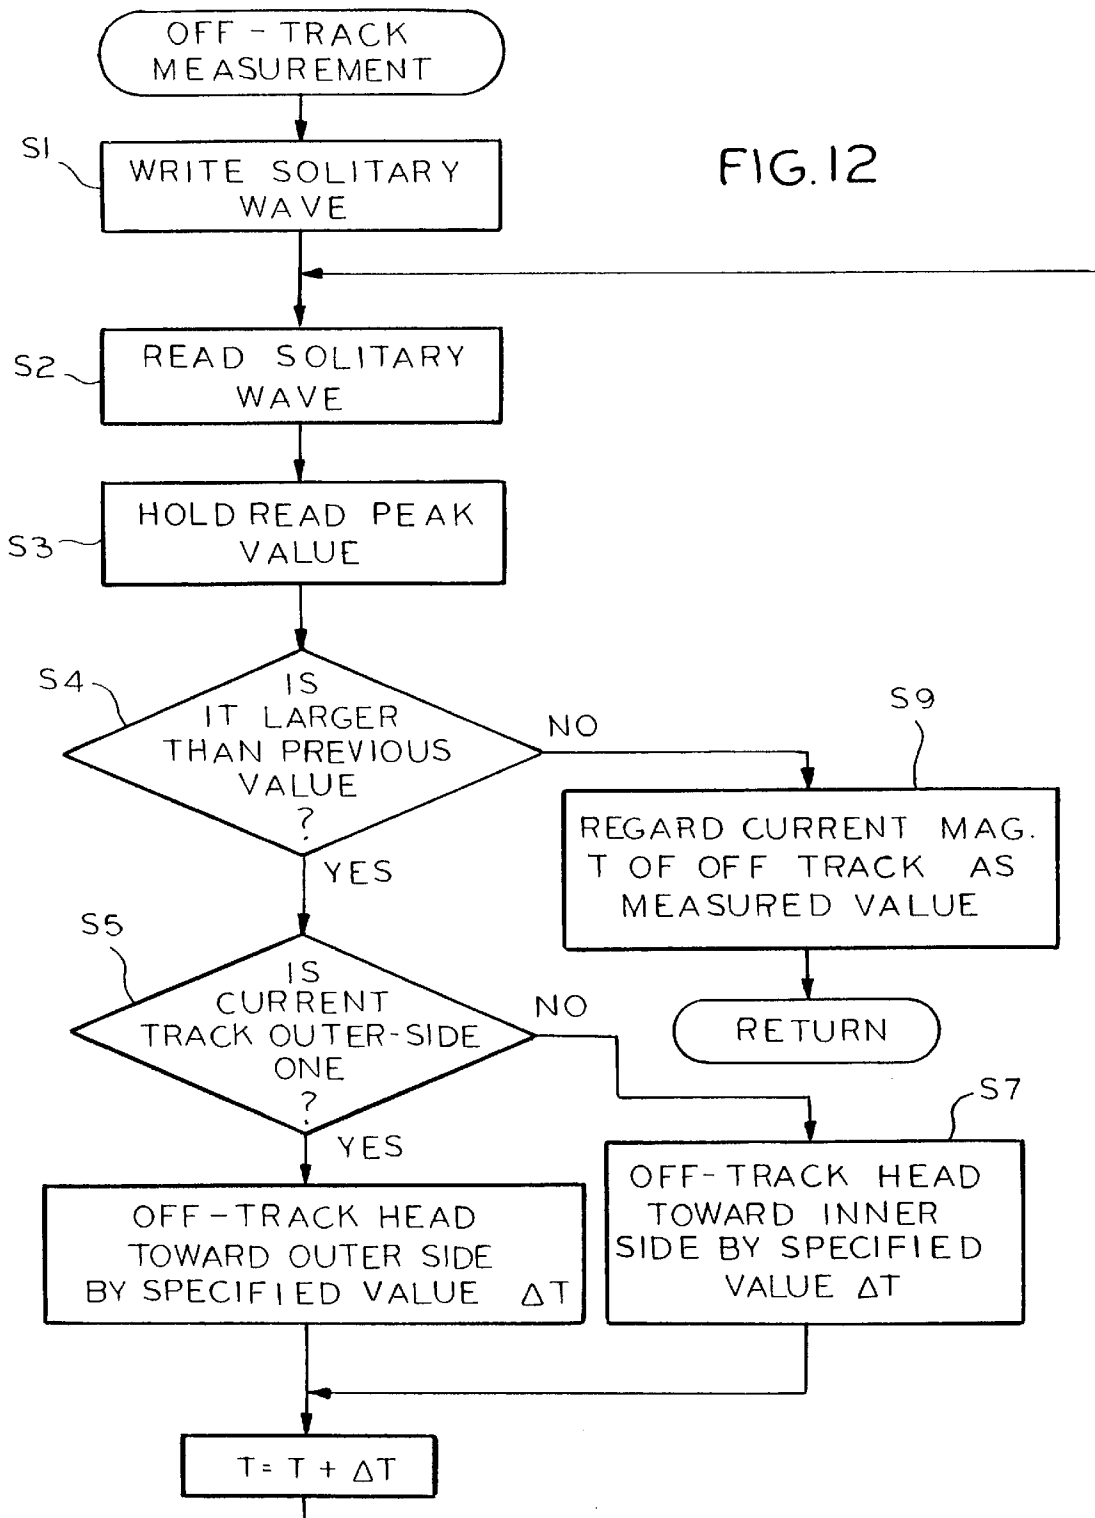 OFF-TRACK
MEASUREMENT
S1
WRITE SOLITARY
WAVE
FIG.12
S2
READ SOLITARY
WAVE
S3
HOLD READ PEAK
VALUE
S4
IS
IT LARGER
THAN PREVIOUS
VALUE
?
NO
YES
S9
REGARD CURRENT MAG.
T OF OFF TRACK AS
MEASURED VALUE
RETURN
S5
IS
CURRENT
TRACK OUTER-SIDE
ONE
?
NO
YES
S7
OFF-TRACK HEAD
TOWARD INNER
SIDE BY SPECIFIED
VALUE ΔT
OFF-TRACK HEAD
TOWARD OUTER SIDE
BY SPECIFIED VALUE ΔT
T = T + ΔT